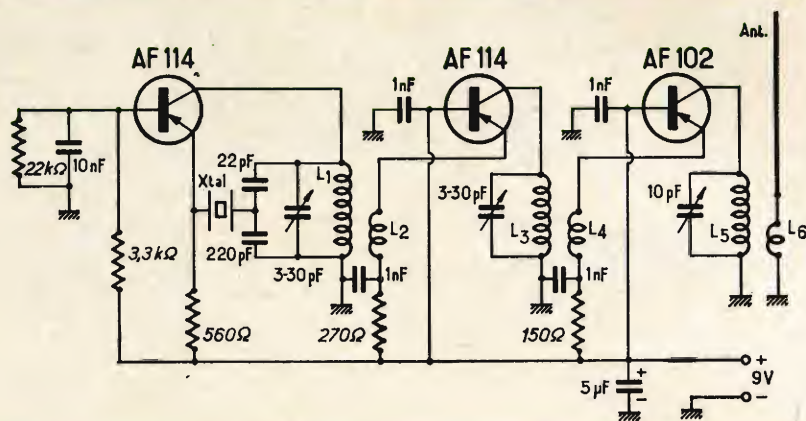 AF 114
AF 114
AF 102
Ant.
1nF
1nF
22kΩ
10nF
Xtal
22pF
220pF
3-30pF
L1
L2
3-30pF
L3
L4
10pF
L5
L6
3,3kΩ
560Ω
1nF
270Ω
1nF
150Ω
5µF
+
-
+
9V
-